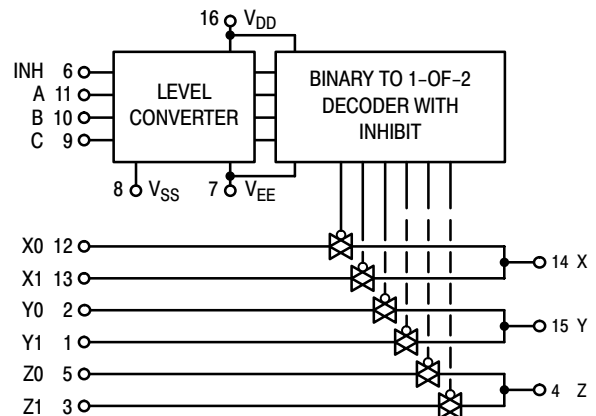 16 VDD
INH 6
A 11
B 10
C 9
LEVEL
CONVERTER
BINARY TO 1-OF-2
DECODER WITH
INHIBIT
8 VSS
7 VEE
X0 12
X1 13
Y0 2
Y1 1
Z0 5
Z1 3
14 X
15 Y
4 Z